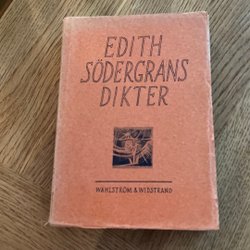 EDITH
SÖDERGRANS
DIKTER
WAHLSTRÖM & WIDSTRAND